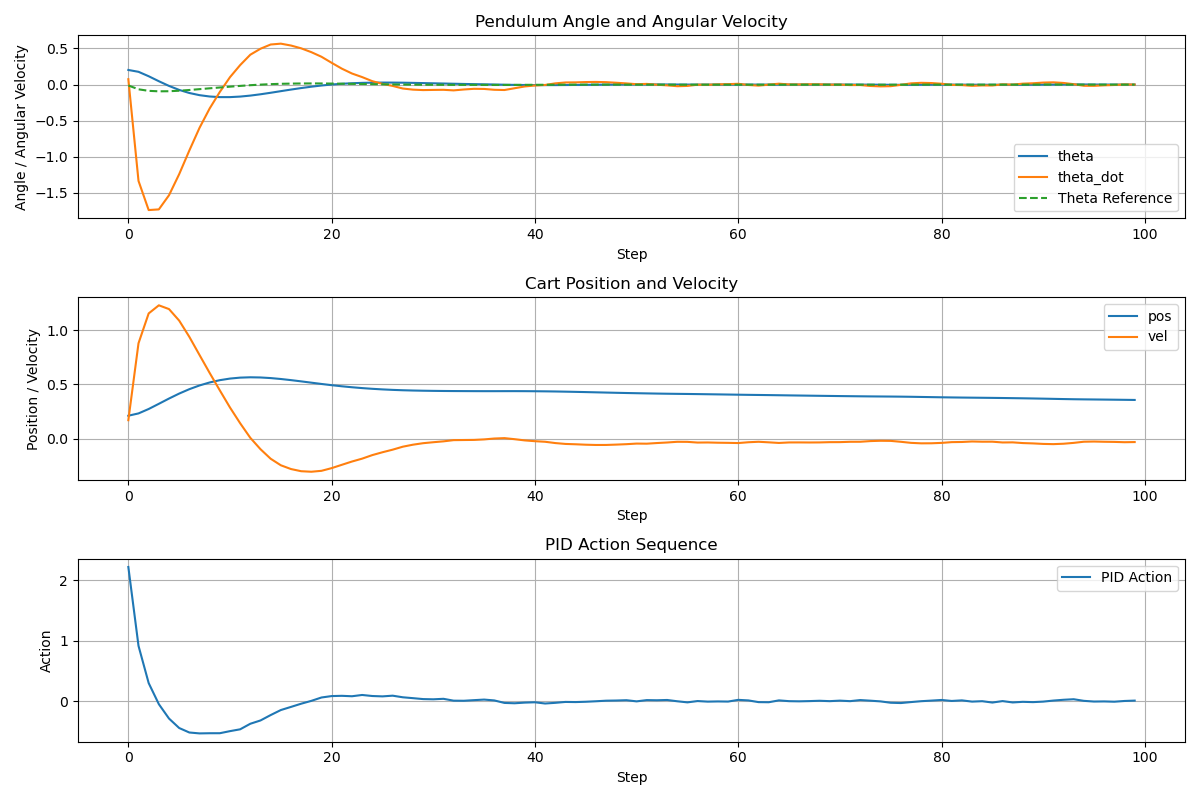 Pendulum Angle and Angular Velocity
Angle / Angular Velocity
0.5
0.0
−0.5
−1.0
−1.5
theta
theta_dot
Theta Reference
0 20 40 60 80 100
Step
Cart Position and Velocity
Position / Velocity
1.0
0.5
0.0
pos
vel
0 20 40 60 80 100
Step
PID Action Sequence
Action
2
1
0
PID Action
0 20 40 60 80 100
Step